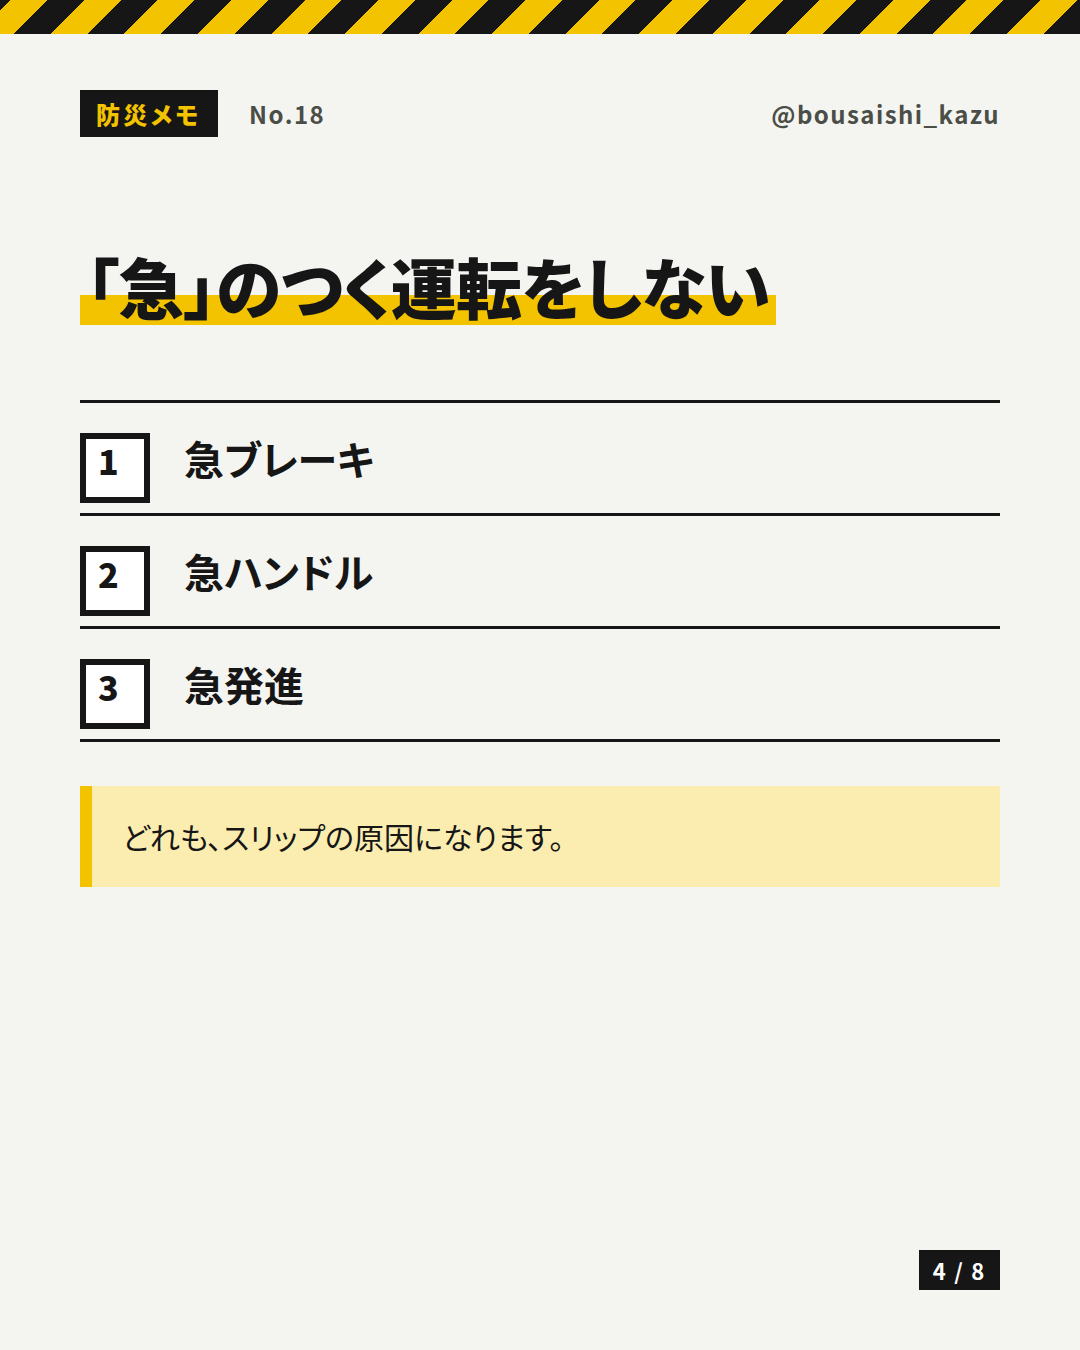 防災メモ No.18 @bousaishi_kazu
「急」のつく運転をしない
1 急ブレーキ
2 急ハンドル
3 急発進
どれも、スリップの原因になります。
4 / 8